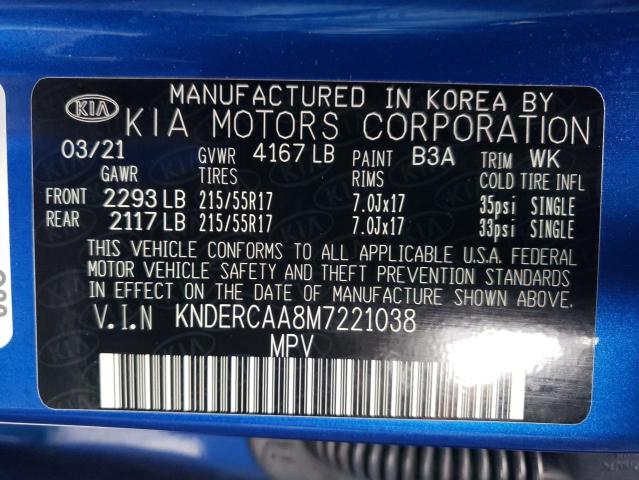 MANUFACTURED IN KOREA BY
KIA KIA MOTORS CORPORATION
03/21 GVWR 4167 LB PAINT B3A TRIM WK
GAWR TIRES RIMS COLD TIRE INFL
FRONT 2293 LB 215/55R17 7.0Jx17 35psi SINGLE
REAR 2117 LB 215/55R17 7.0Jx17 33psi SINGLE
THIS VEHICLE CONFORMS TO ALL APPLICABLE U.S.A. FEDERAL
MOTOR VEHICLE SAFETY AND THEFT PREVENTION STANDARDS
IN EFFECT ON THE DATE OF MANUFACTURE SHOWN ABOVE.
V.I.N KNDERCAA8M7221038
MPV